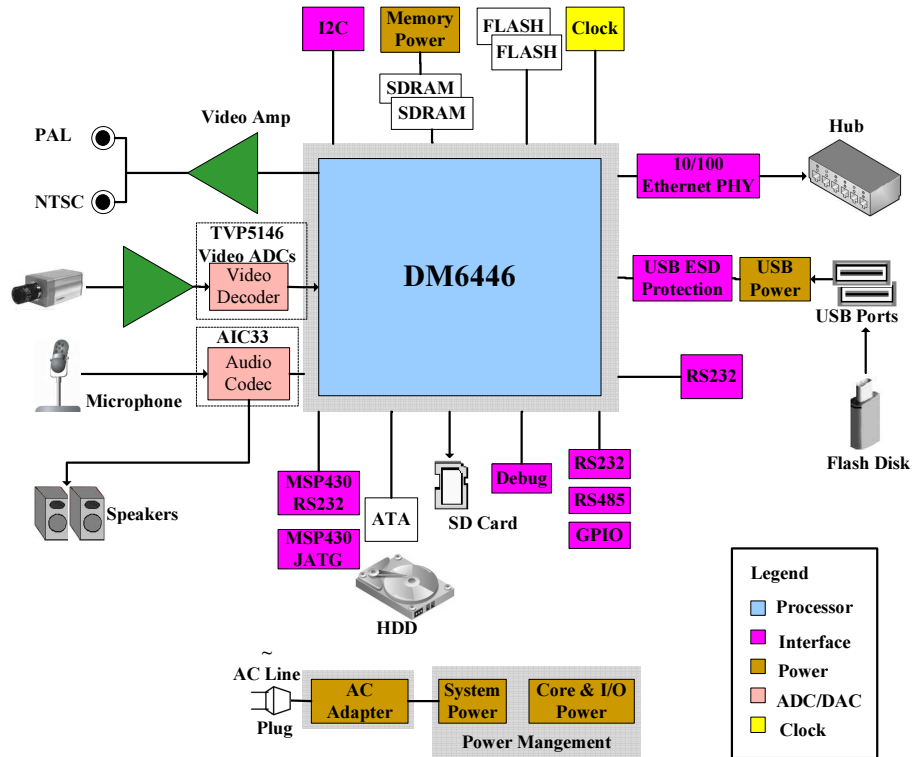 I2C
Memory
Power
FLASH
FLASH
Clock
SDRAM
SDRAM
Video Amp
PAL
NTSC
10/100
Ethernet PHY
Hub
TVP5146
Video ADCs
Video
Decoder
DM6446
USB ESD
Protection
USB
Power
USB Ports
AIC33
Audio
Codec
Microphone
RS232
Flash Disk
Speakers
MSP430
RS232
MSP430
JATG
ATA
HDD
SD Card
Debug
RS232
RS485
GPIO
~
AC Line
Plug
AC
Adapter
System
Power
Core & I/O
Power
Power Mangement
Legend
Processor
Interface
Power
ADC/DAC
Clock